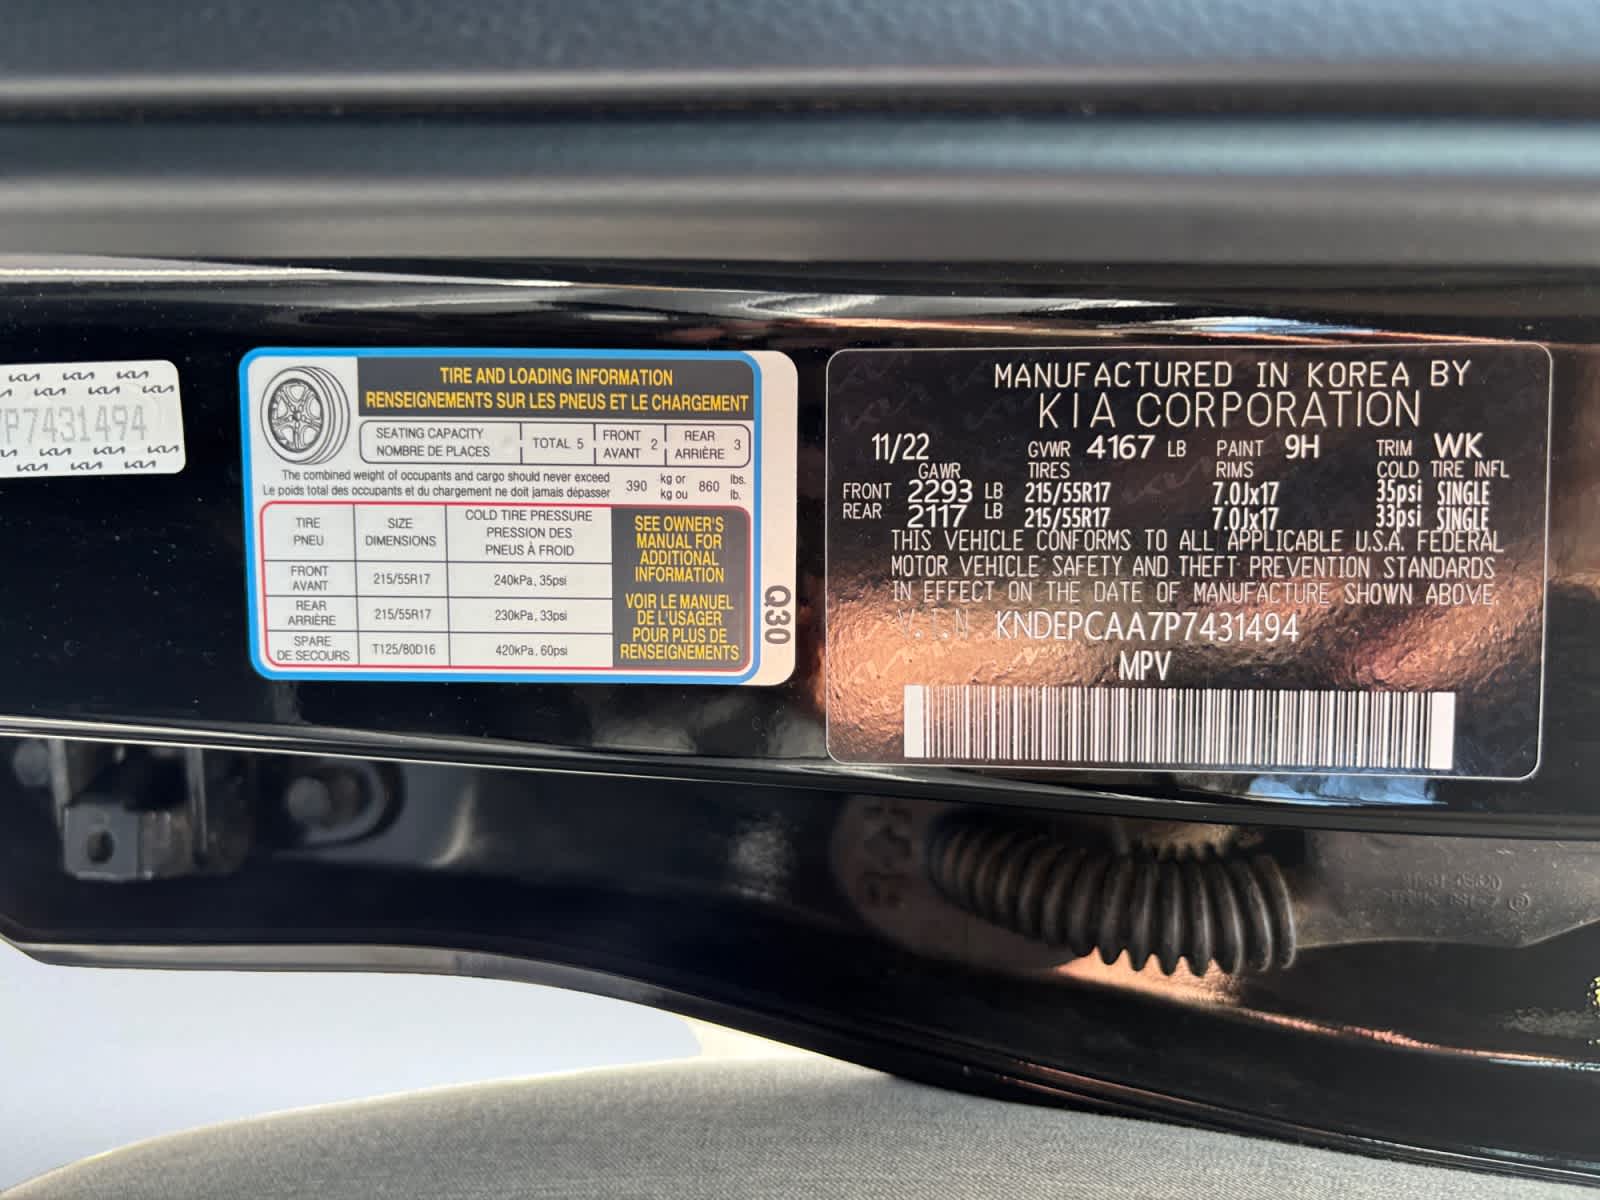 P7431494
TIRE AND LOADING INFORMATION
RENSEIGNEMENTS SUR LES PNEUS ET LE CHARGEMENT
SEATING CAPACITY
NOMBRE DE PLACES
TOTAL 5
FRONT
AVANT
2
REAR
ARRIÈRE
3
The combined weight of occupants and cargo should never exceed
Le poids total des occupants et du chargement ne doit jamais dépasser
390
kg or
kg ou
860
lbs.
lb.
TIRE
PNEU
SIZE
DIMENSIONS
COLD TIRE PRESSURE
PRESSION DES
PNEUS À FROID
FRONT
AVANT
215/55R17
240kPa, 35psi
REAR
ARRIÈRE
215/55R17
230kPa, 33psi
SPARE
DE SECOURS
T125/80D16
420kPa, 60psi
SEE OWNER'S
MANUAL FOR
ADDITIONAL
INFORMATION
VOIR LE MANUEL
DE L'USAGER
POUR PLUS DE
RENSEIGNEMENTS
Q30
MANUFACTURED IN KOREA BY
KIA CORPORATION
11/22 GVWR 4167 LB PAINT 9H TRIM WK
GAWR TIRES RIMS COLD TIRE INFL
FRONT 2293 LB 215/55R17 7.0Jx17 35psi SINGLE
REAR 2117 LB 215/55R17 7.0Jx17 33psi SINGLE
THIS VEHICLE CONFORMS TO ALL APPLICABLE U.S.A. FEDERAL
MOTOR VEHICLE SAFETY AND THEFT PREVENTION STANDARDS
IN EFFECT ON THE DATE OF MANUFACTURE SHOWN ABOVE.
V.I.N KNDEPCAA7P7431494
MPV